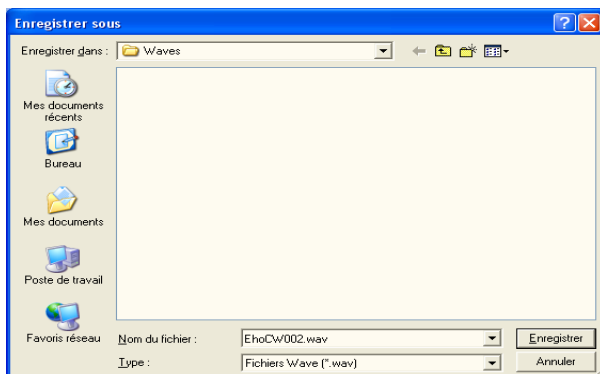 Enregistrer sous
Enregistrer dans :
Waves
Mes documents
récents
Bureau
Mes documents
Poste de travail
Favoris réseau
Nom du fichier :
EhoCW002.wav
Enregistrer
Type :
Fichiers Wave (*.wav)
Annuler